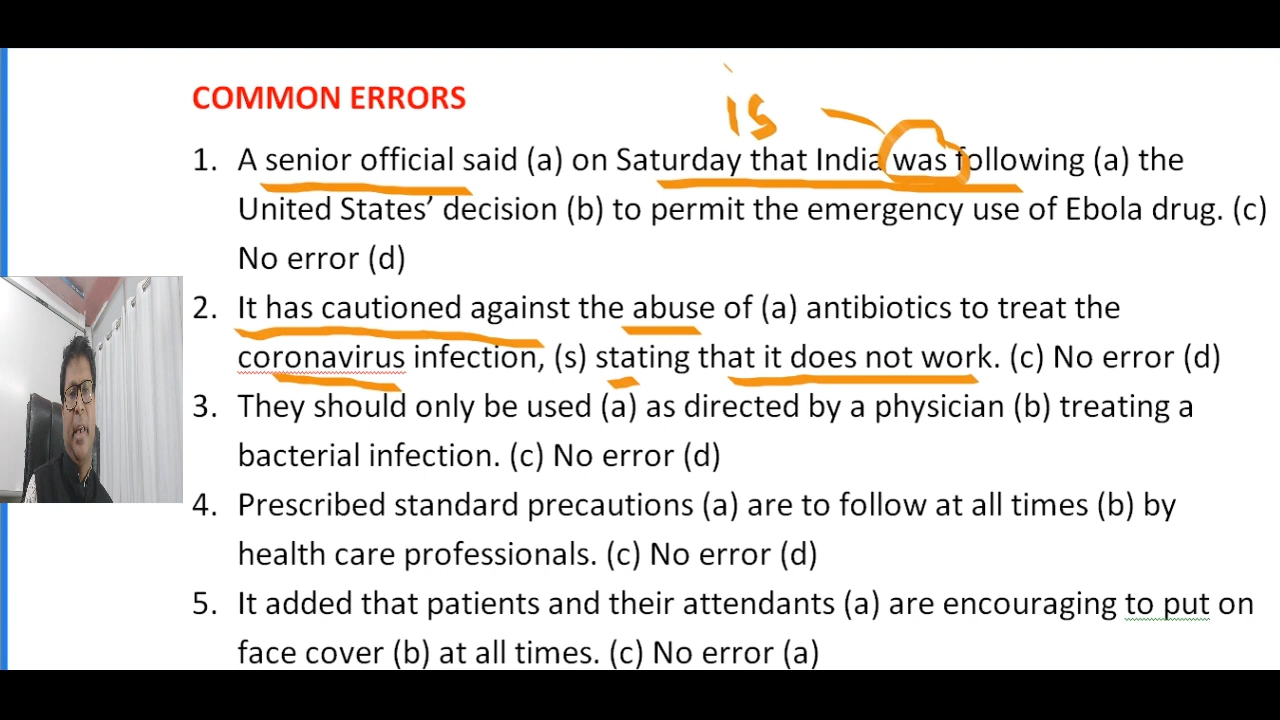 COMMON ERRORS
is
1. A senior official said (a) on Saturday that India was following (a) the
United States’ decision (b) to permit the emergency use of Ebola drug. (c)
No error (d)
2. It has cautioned against the abuse of (a) antibiotics to treat the
coronavirus infection, (s) stating that it does not work. (c) No error (d)
3. They should only be used (a) as directed by a physician (b) treating a
bacterial infection. (c) No error (d)
4. Prescribed standard precautions (a) are to follow at all times (b) by
health care professionals. (c) No error (d)
5. It added that patients and their attendants (a) are encouraging to put on
face cover (b) at all times. (c) No error (a)